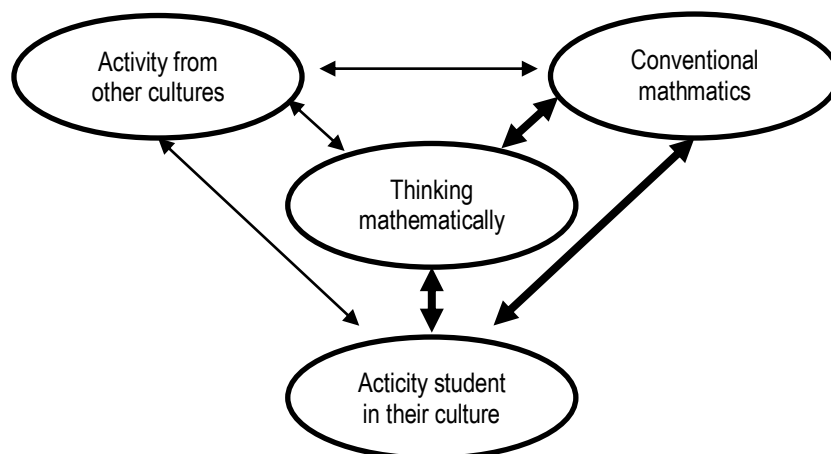 Activity from
other cultures
Conventional
mathmatics
Thinking
mathematically
Acticity student
in their culture